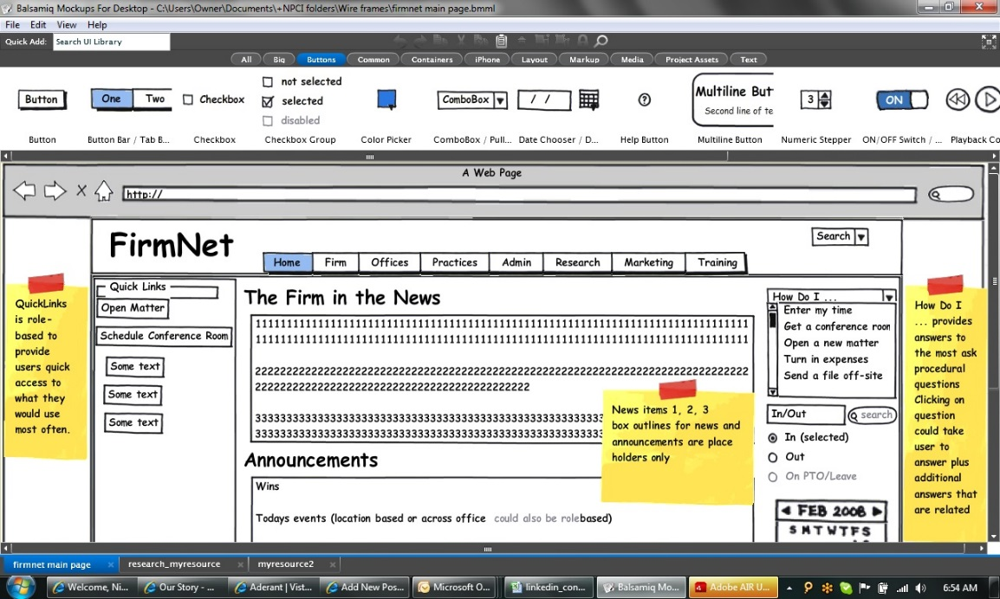 Balsamiq Mockups For Desktop - C:\Users\Owner\Documents\+NPCI folders\Wire frames\firmnet main page.bmml
File Edit View Help
Quick Add: Search UI Library
All Big Buttons Common Containers iPhone Layout Markup Media Project Assets Text
not selected
Button One Two Checkbox selected ComboBox / / ? Multiline But 3 ON
Second line of te
disabled
Button Button Bar / Tab B... Checkbox Checkbox Group Color Picker ComboBox / Pull... Date Chooser / D... Help Button Multiline Button Numeric Stepper ON/OFF Switch / ... Playback Co
A Web Page
http://
FirmNet
Search
Home Firm Offices Practices Admin Research Marketing Training
QuickLinks
is role-
based to
provide
users quick
access to
what they
would use
most often.
Quick Links
Open Matter
Schedule Conference Room
Some text
Some text
Some text
The Firm in the News
News items 1, 2, 3
box outlines for news and
announcements are place
holders only
Announcements
Wins
Todays events (location based or across office could also be rolebased)
How Do I ...
Enter my time
Get a conference room
Open a new matter
Turn in expenses
Send a file off-site
In/Out search
In (selected)
Out
On PTO/Leave
FEB 2008
S M T W T F S
How Do I
... provides
answers to
the most ask
procedural
questions
Clicking on
question
could take
user to
answer plus
additional
answers that
are related
firmnet main page research_myresource myresource2
Welcome, Ni... Our Story - ... Aderant | Vist... Add New Pos... Microsoft O... linkedin_con... Balsamiq Mo... Adobe AIR U... 6:54 AM